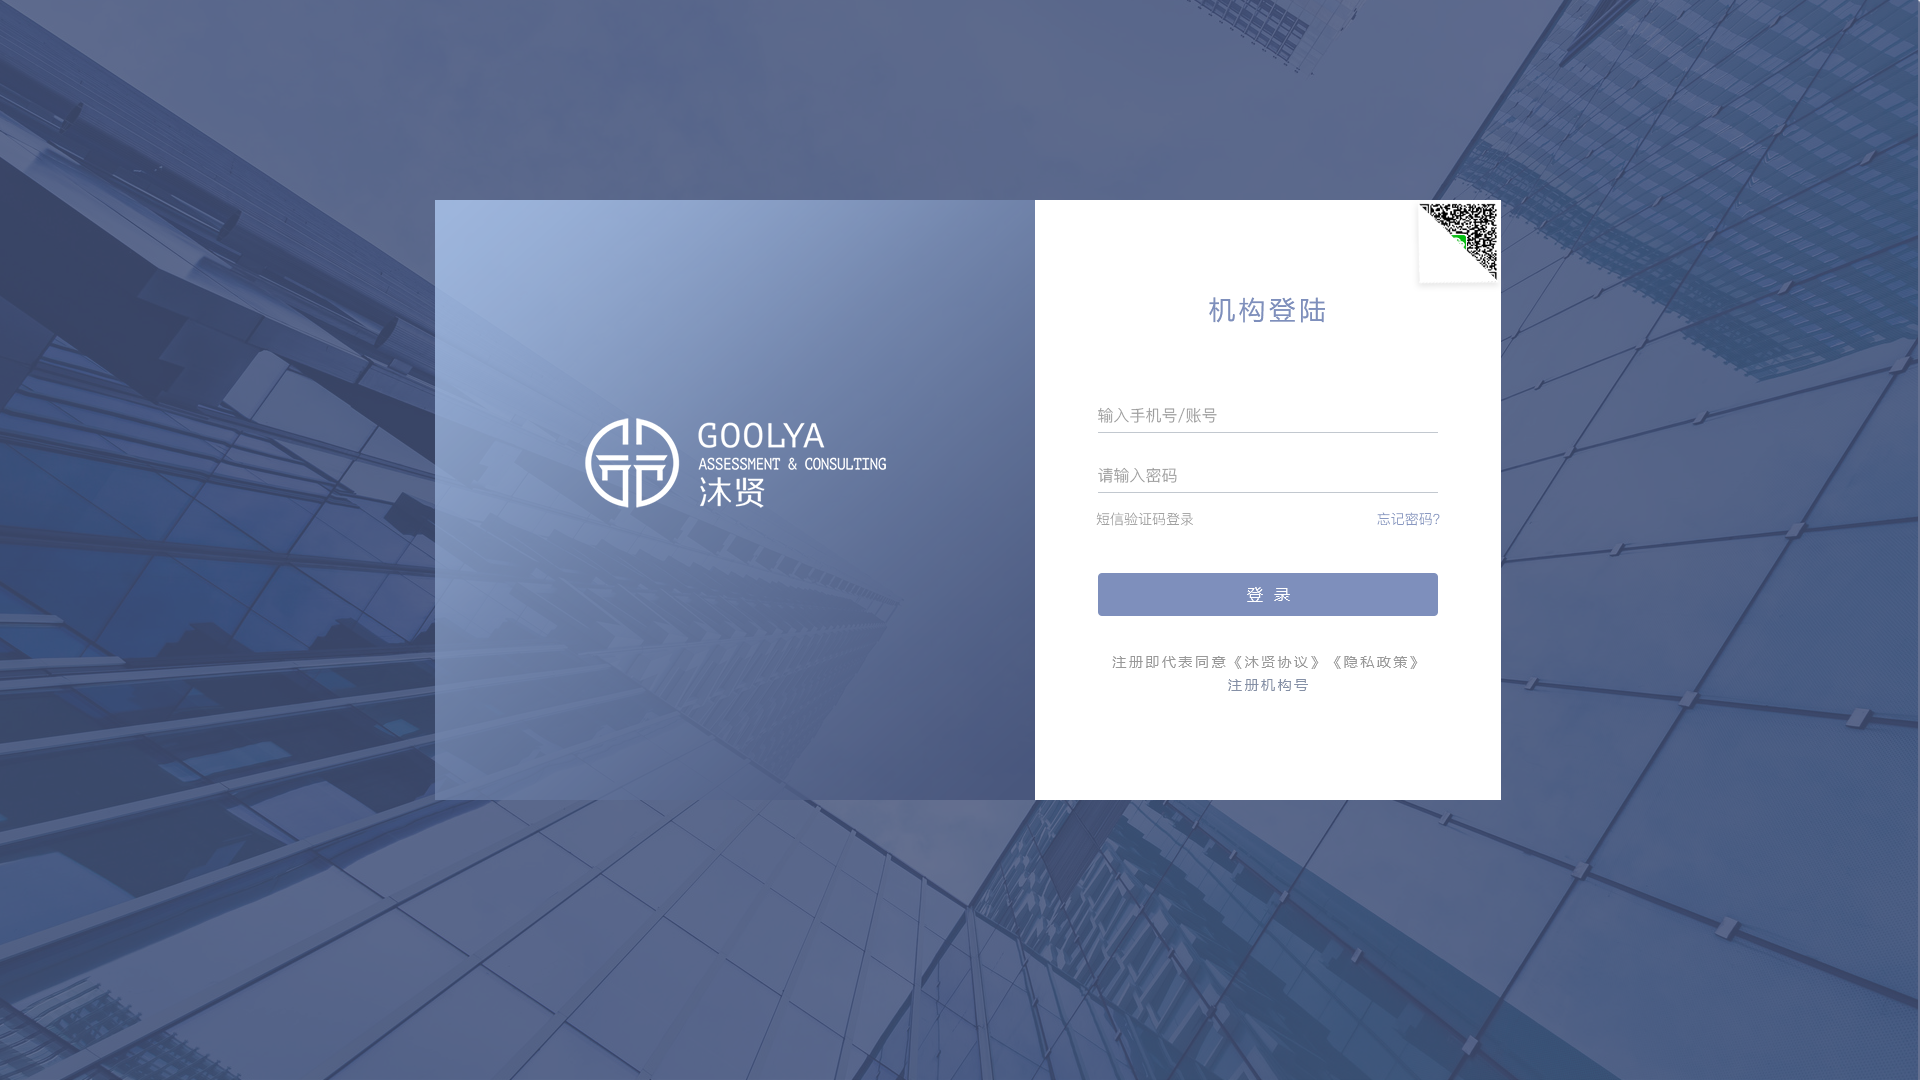 GOOLYA
ASSESSMENT & CONSULTING
沐贤
机构登陆
输入手机号/账号
请输入密码
短信验证码登录
忘记密码?
登 录
注册即代表同意《沐贤协议》《隐私政策》
注册机构号